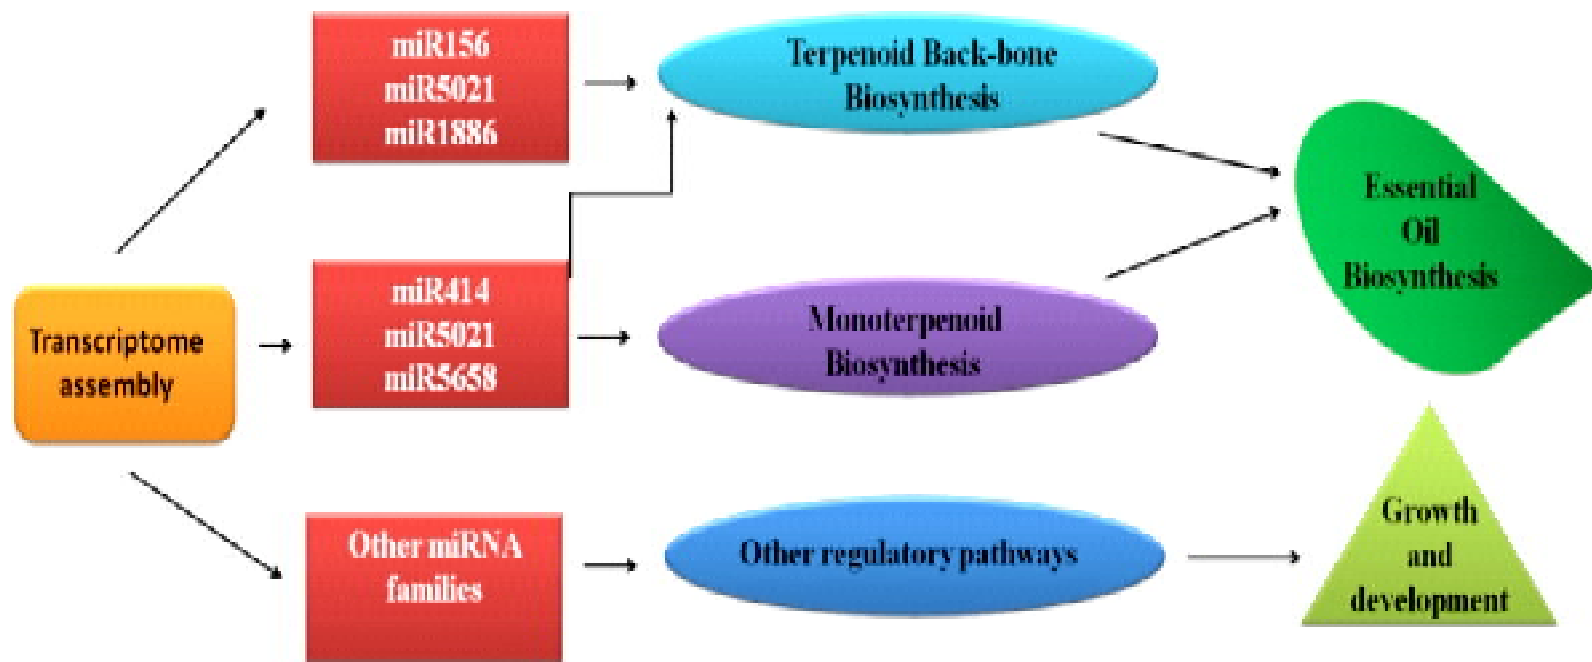 miR156
miR5021
miR1886
Terpenoid Back-bone
Biosynthesis
Essential
Oil
Biosynthesis
Transcriptome
assembly
miR414
miR5021
miR5658
Monoterpenoid
Biosynthesis
Other miRNA
families
Other regulatory pathways
Growth
and
development